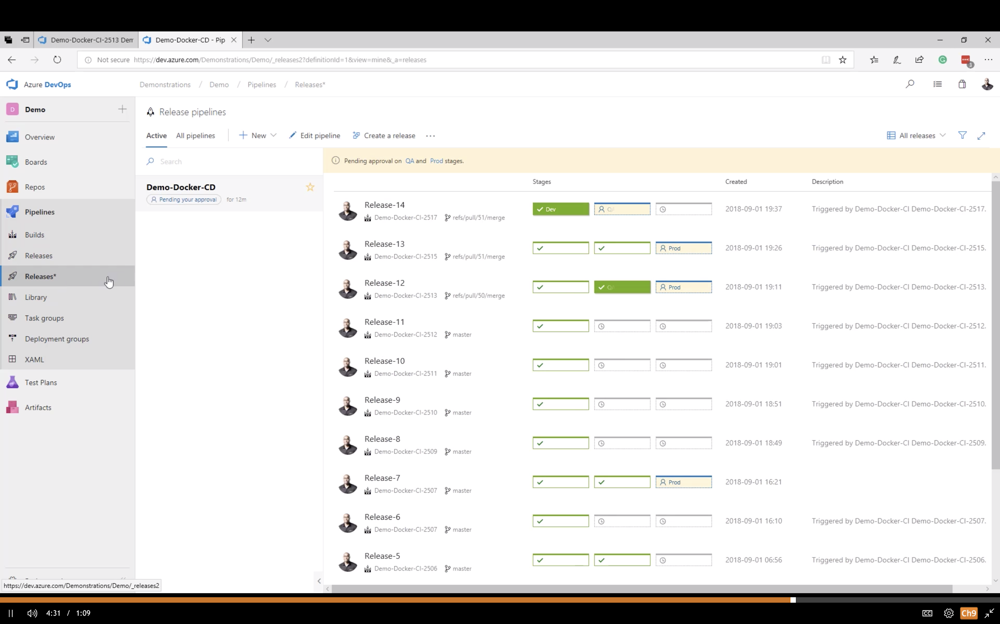 Demo-Docker-CI-2513 Dem
Demo-Docker-CD - Pip
Not secure https://dev.azure.com/Demonstrations/Demo/_releases2?definitionId=1&view=mine&_a=releases
3
Azure DevOps
Demonstrations / Demo / Pipelines / Releases*
D Demo
Overview
Boards
Repos
Pipelines
Builds
Releases
Releases*
Library
Task groups
Deployment groups
XAML
Test Plans
Artifacts
https://dev.azure.com/Demonstrations/Demo/_releases2
Release pipelines
Active All pipelines New Edit pipeline Create a release ... All releases
Search
Demo-Docker-CD
Pending your approval for 12m
Pending approval on QA and Prod stages.
Stages Created Description
Release-14
Demo-Docker-CI-2517 refs/pull/51/merge
Dev QA 2018-09-01 19:37 Triggered by Demo-Docker-CI Demo-Docker-CI-2517.
Release-13
Demo-Docker-CI-2515 refs/pull/51/merge
Prod 2018-09-01 19:26 Triggered by Demo-Docker-CI Demo-Docker-CI-2515.
Release-12
Demo-Docker-CI-2513 refs/pull/50/merge
QA Prod 2018-09-01 19:11 Triggered by Demo-Docker-CI Demo-Docker-CI-2513.
Release-11
Demo-Docker-CI-2512 master
2018-09-01 19:03 Triggered by Demo-Docker-CI Demo-Docker-CI-2512.
Release-10
Demo-Docker-CI-2511 master
2018-09-01 19:01 Triggered by Demo-Docker-CI Demo-Docker-CI-2511.
Release-9
Demo-Docker-CI-2510 master
2018-09-01 18:51 Triggered by Demo-Docker-CI Demo-Docker-CI-2510.
Release-8
Demo-Docker-CI-2509 master
2018-09-01 18:49 Triggered by Demo-Docker-CI Demo-Docker-CI-2509.
Release-7
Demo-Docker-CI-2507 master
Prod 2018-09-01 16:21
Release-6
Demo-Docker-CI-2507 master
2018-09-01 16:10 Triggered by Demo-Docker-CI Demo-Docker-CI-2507.
Release-5
Demo-Docker-CI-2506 master
2018-09-01 06:56 Triggered by Demo-Docker-CI Demo-Docker-CI-2506.
4:31 / 1:09
CC
Ch9